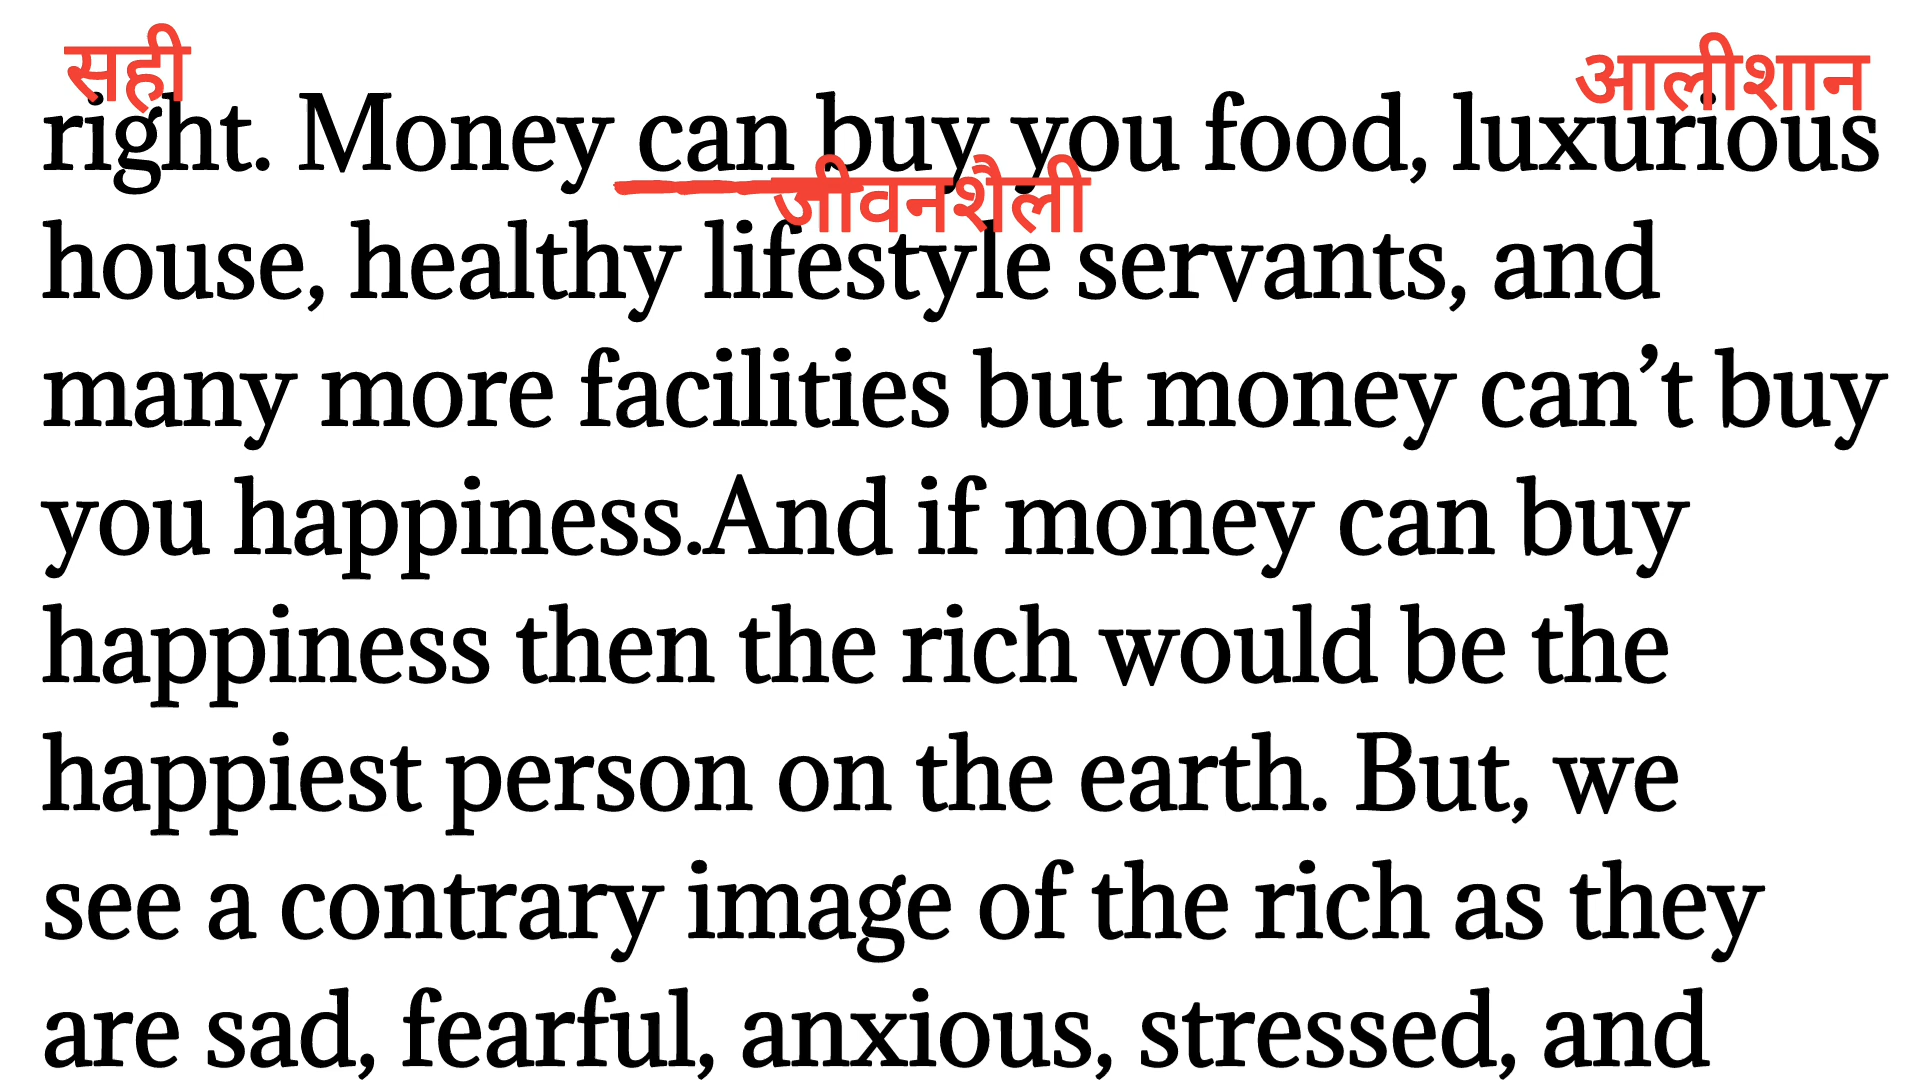 सही आलीशान
right. Money can buy you food, luxurious
जीवनशैली
house, healthy lifestyle servants, and
many more facilities but money can’t buy
you happiness.And if money can buy
happiness then the rich would be the
happiest person on the earth. But, we
see a contrary image of the rich as they
are sad, fearful, anxious, stressed, and